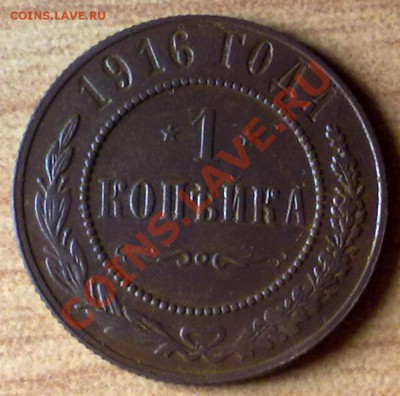 COINS.LAVE.RU
1916 ГОДА
* 1 *
КОПѢЙКА
COINS.LAVE.RU